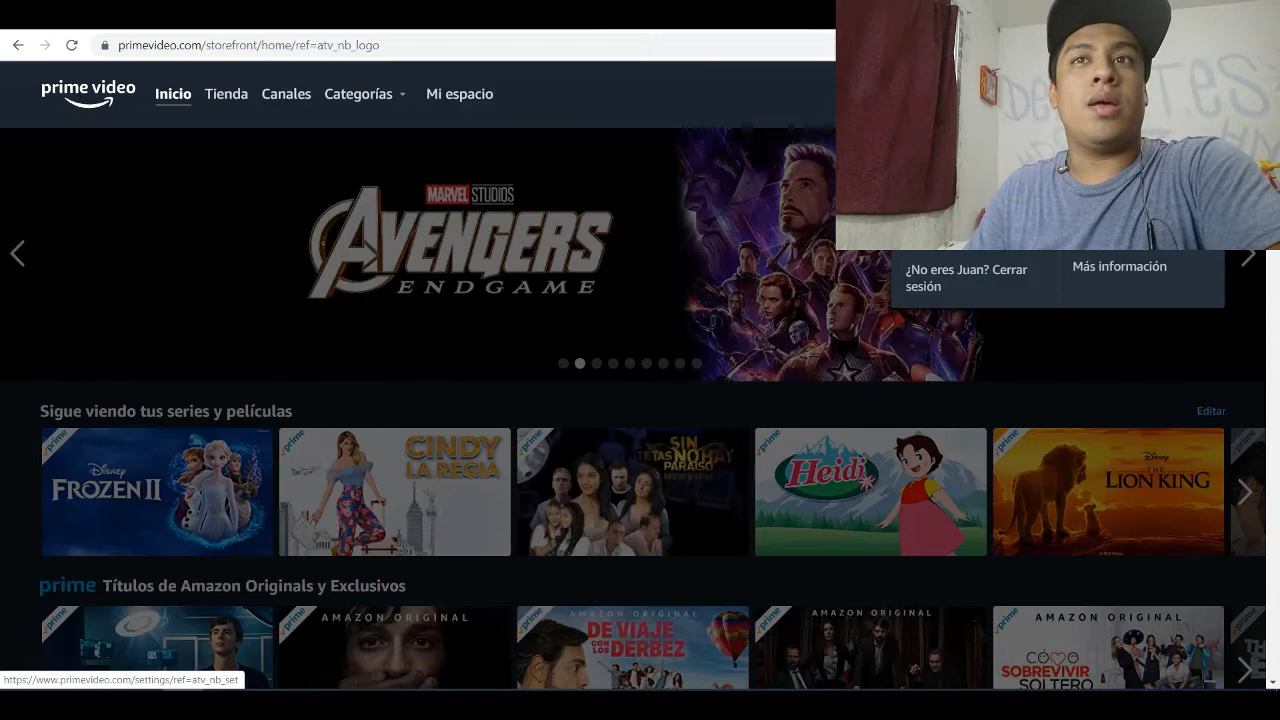 primevideo.com/storefront/home/ref=atv_nb_logo
prime video
Inicio
Tienda
Canales
Categorías
Mi espacio
MARVEL STUDIOS
AVENGERS
ENDGAME
¿No eres Juan? Cerrar
sesión
Más información
Sigue viendo tus series y películas
Editar
prime
Disney
FROZEN II
CINDY
LA REGIA
prime
SIN
TETAS NO HAY
PARAISO
prime
Heidi
prime
Disney
THE
LION KING
prime Títulos de Amazon Originals y Exclusivos
prime
prime
AMAZON ORIGINAL
prime
AMAZON ORIGINAL
DE VIAJE
CON LOS
DERBEZ
prime
AMAZON ORIGINAL
prime
AMAZON ORIGINAL
CÓMO
SOBREVIVIR
SOLTERO
https://www.primevideo.com/settings/ref=atv_nb_set